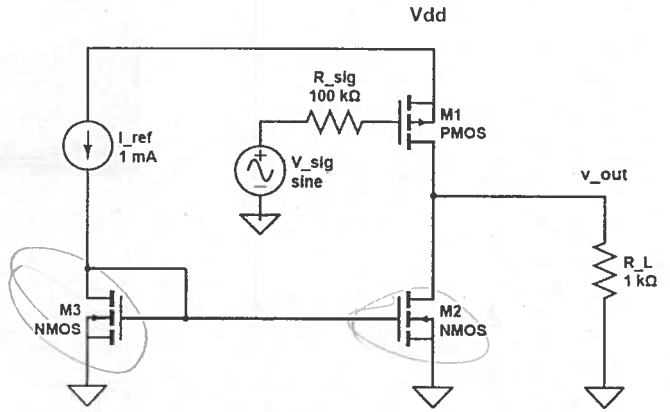 Vdd
R_sig
100 kΩ
M1
PMOS
I_ref
1 mA
V_sig
sine
v_out
R_L
1 kΩ
M3
NMOS
M2
NMOS